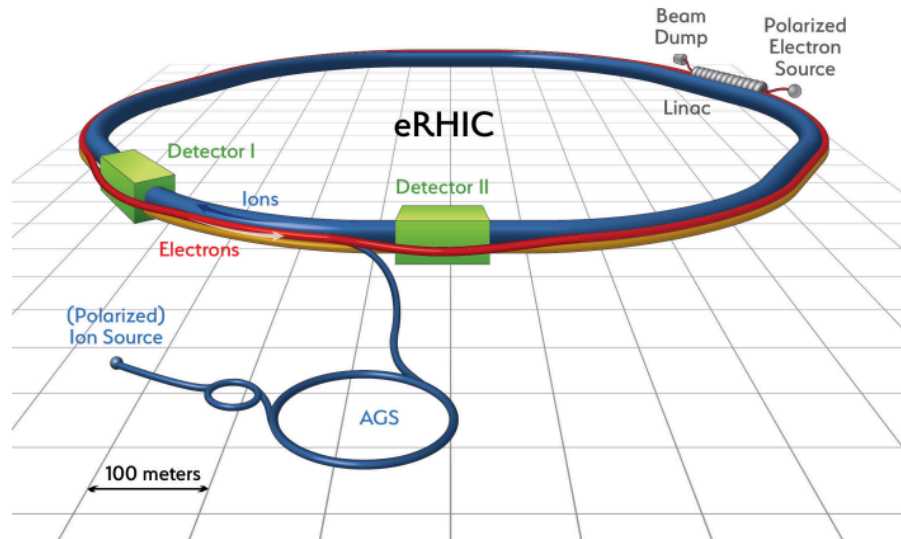 Beam
Dump
Polarized
Electron
Source
Linac
eRHIC
Detector I
Detector II
Ions
Electrons
(Polarized)
Ion Source
AGS
100 meters